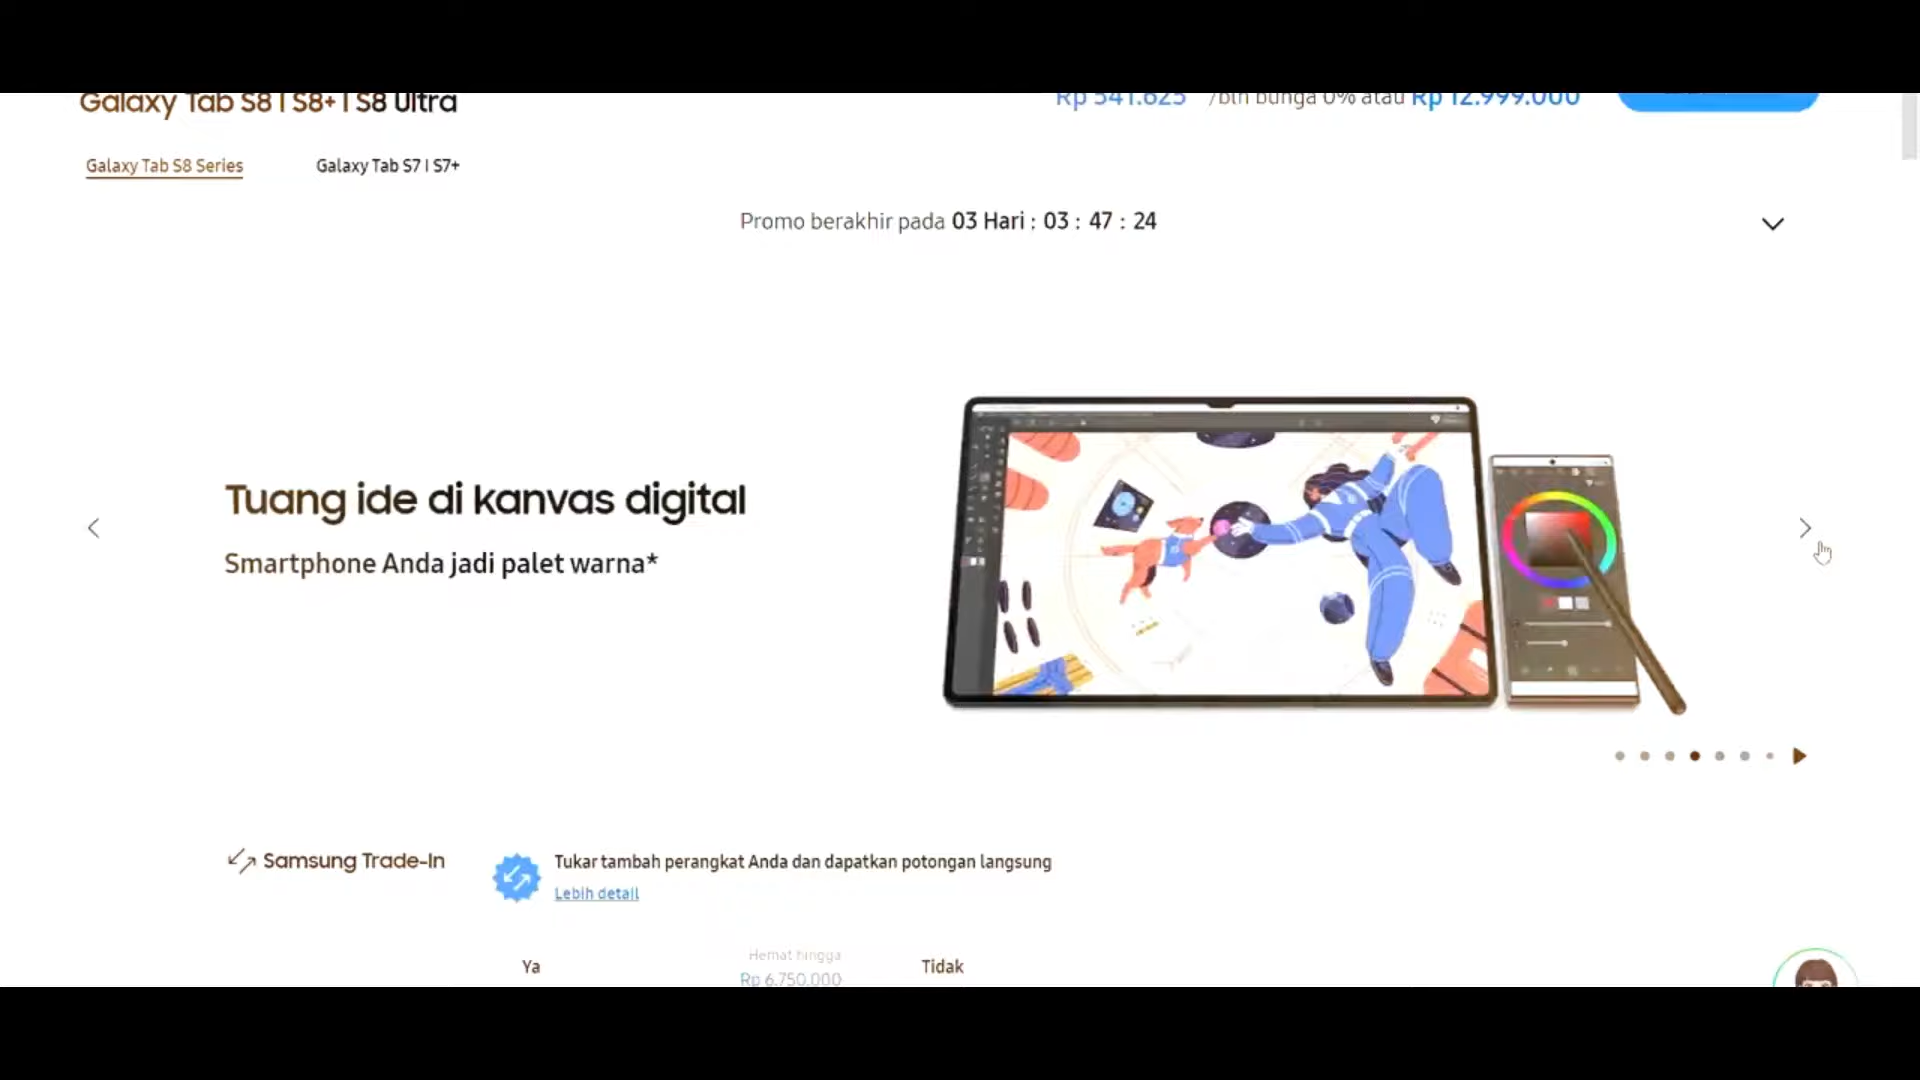 Galaxy Tab S8 | S8+ | S8 Ultra
Rp 541.625 /bln bunga 0% atau Rp 12.999.000
Galaxy Tab S8 Series
Galaxy Tab S7 | S7+
Promo berakhir pada 03 Hari : 03 : 47 : 24
Tuang ide di kanvas digital
Smartphone Anda jadi palet warna*
Samsung Trade-In
Tukar tambah perangkat Anda dan dapatkan potongan langsung
Lebih detail
Ya
Hemat hingga
Rp 6.750.000
Tidak